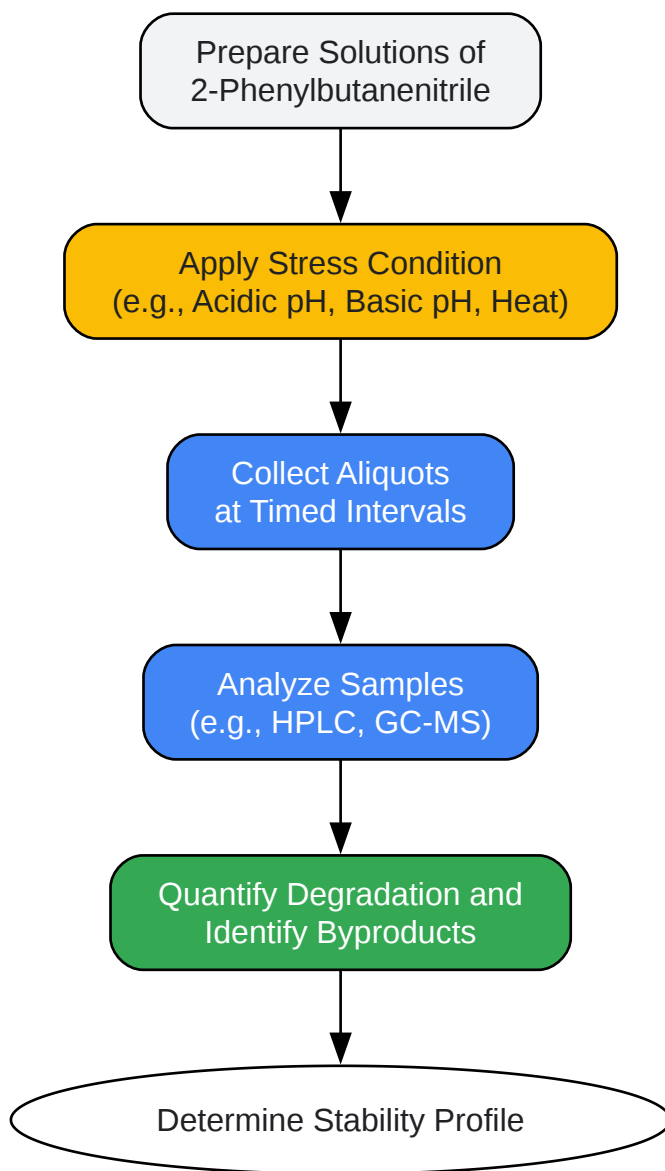 Prepare Solutions of
2-Phenylbutanenitrile
Apply Stress Condition
(e.g., Acidic pH, Basic pH, Heat)
Collect Aliquots
at Timed Intervals
Analyze Samples
(e.g., HPLC, GC-MS)
Quantify Degradation and
Identify Byproducts
Determine Stability Profile